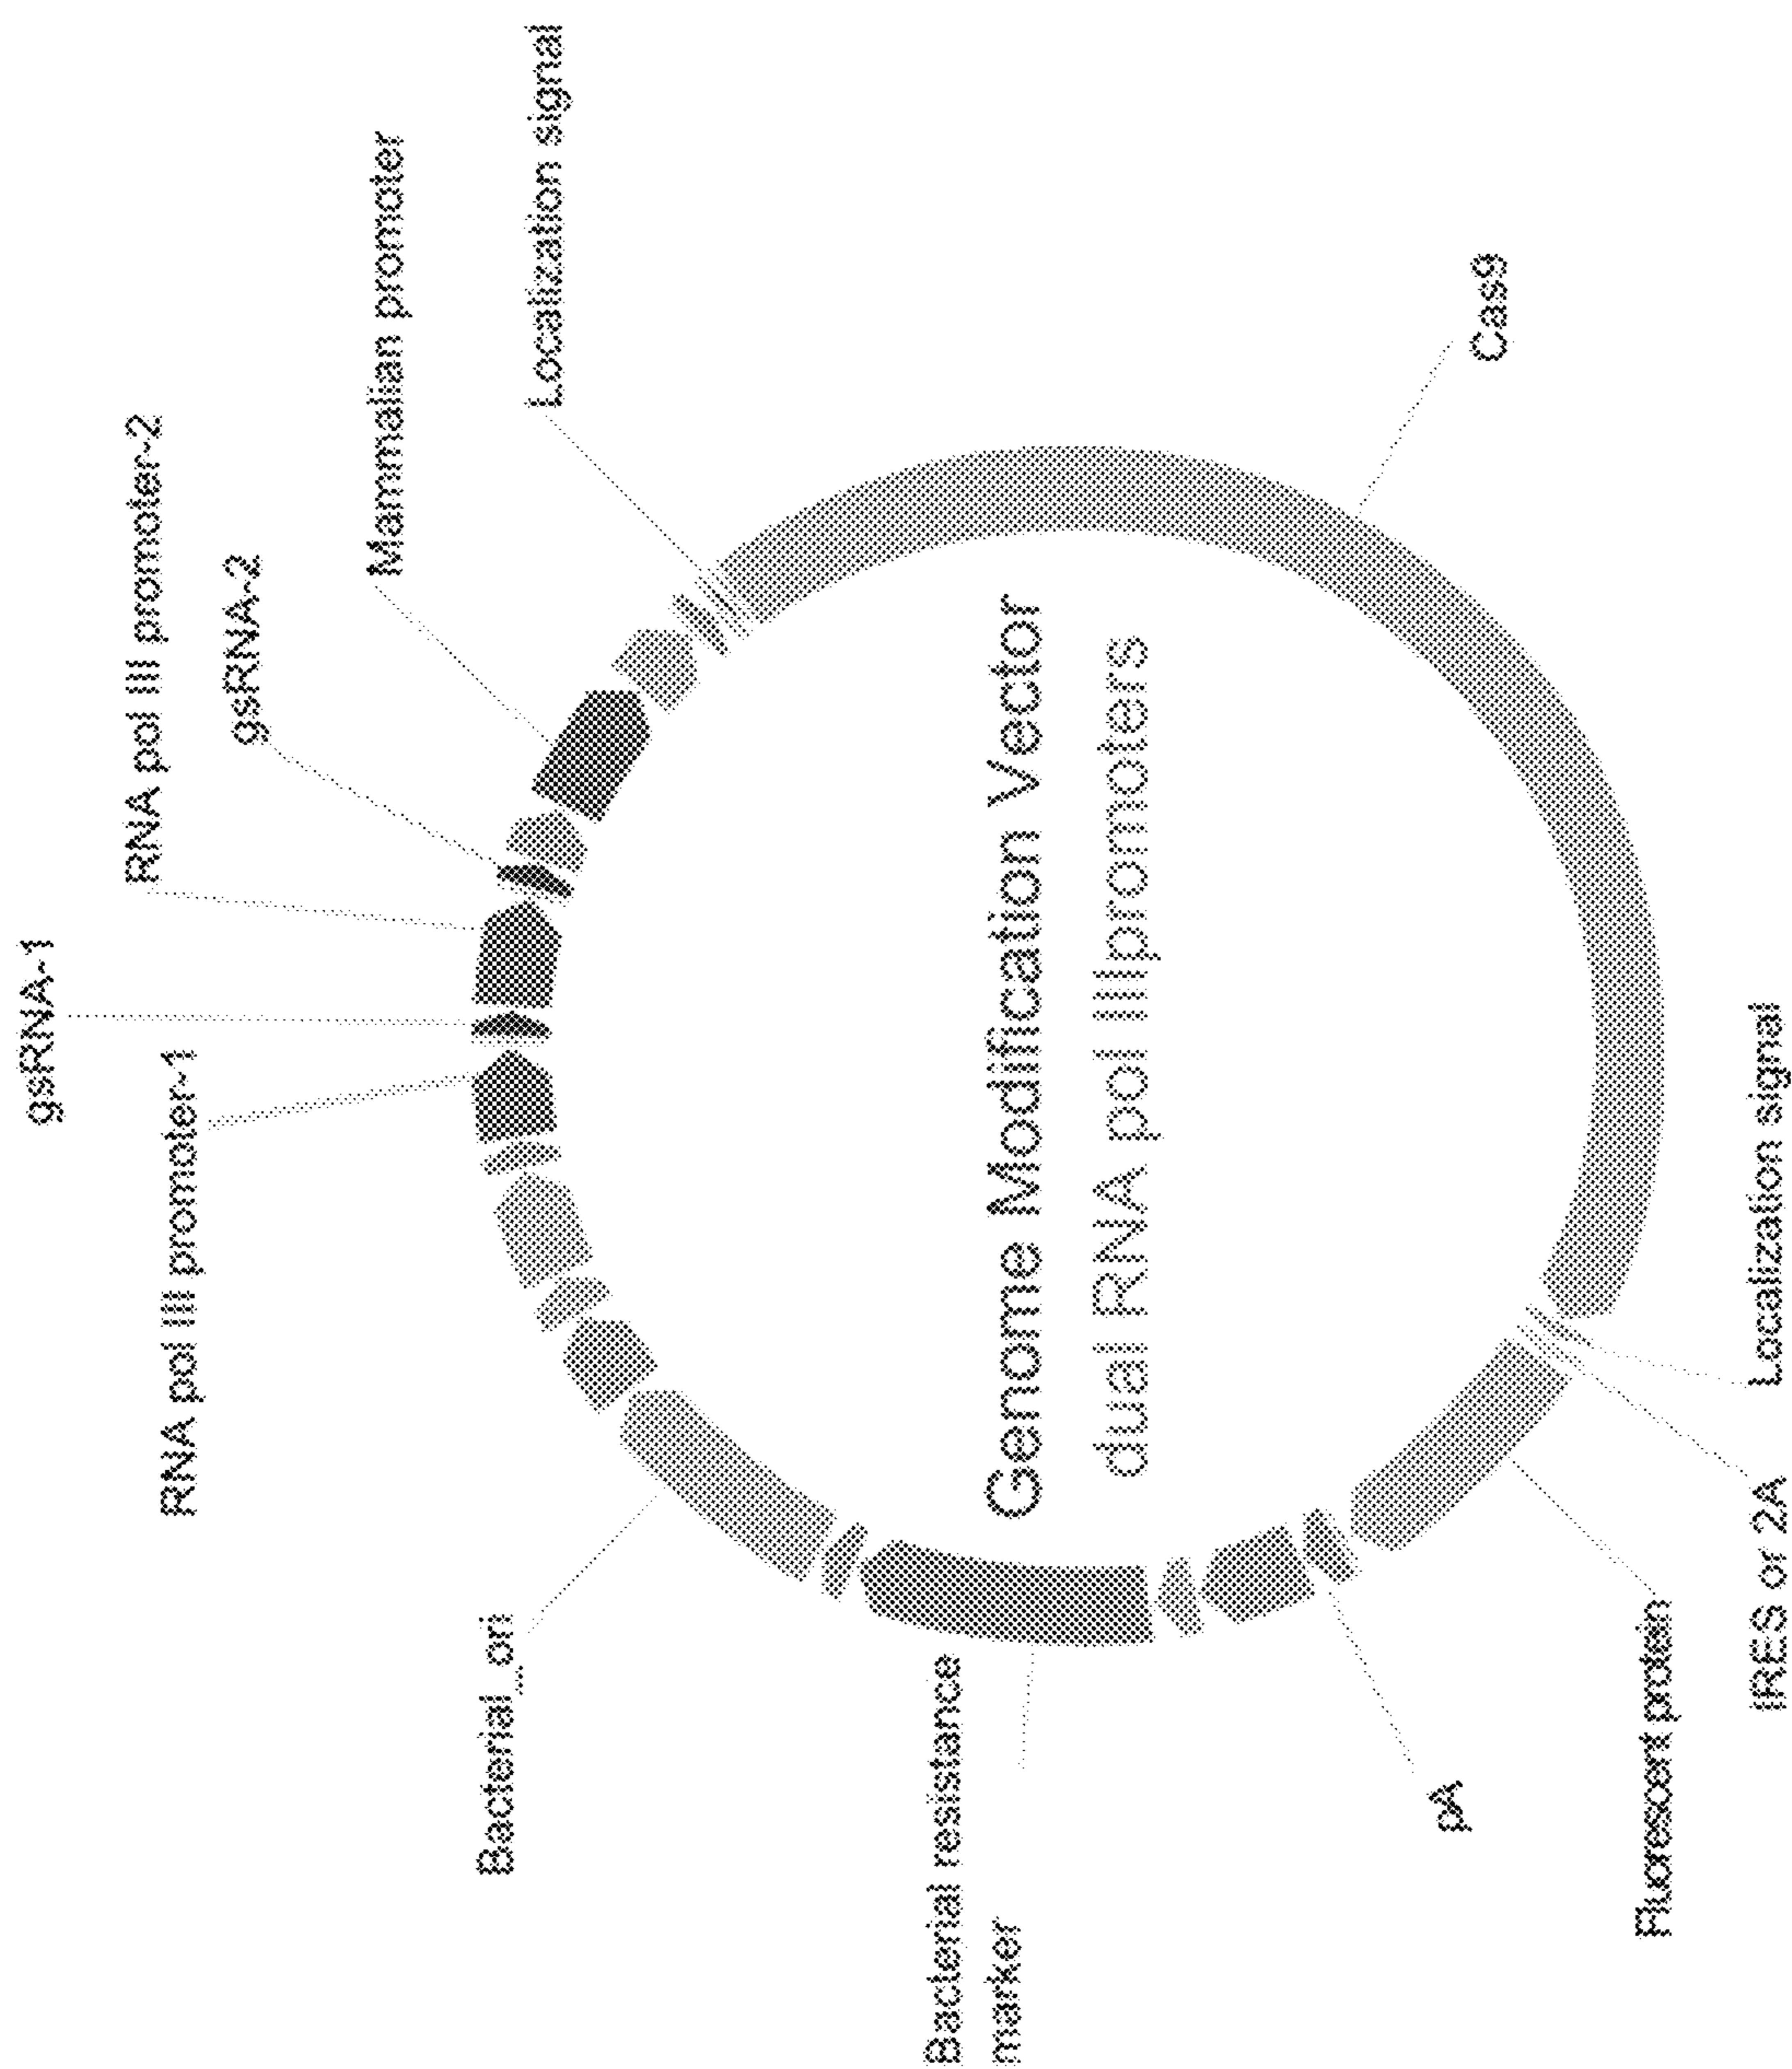 Genome Modification Vector
dual RNA pol IIIpromoters
gsRNA-1
RNA pol III promoter-2
RNA pol III promoter-1
gsRNA-2
Mammalian promoter
Localization signal
Cas9
Localization signal
IRES or 2A
Fluorescent protein
pA
Bacterial resistance
marker
Bacterial_ori